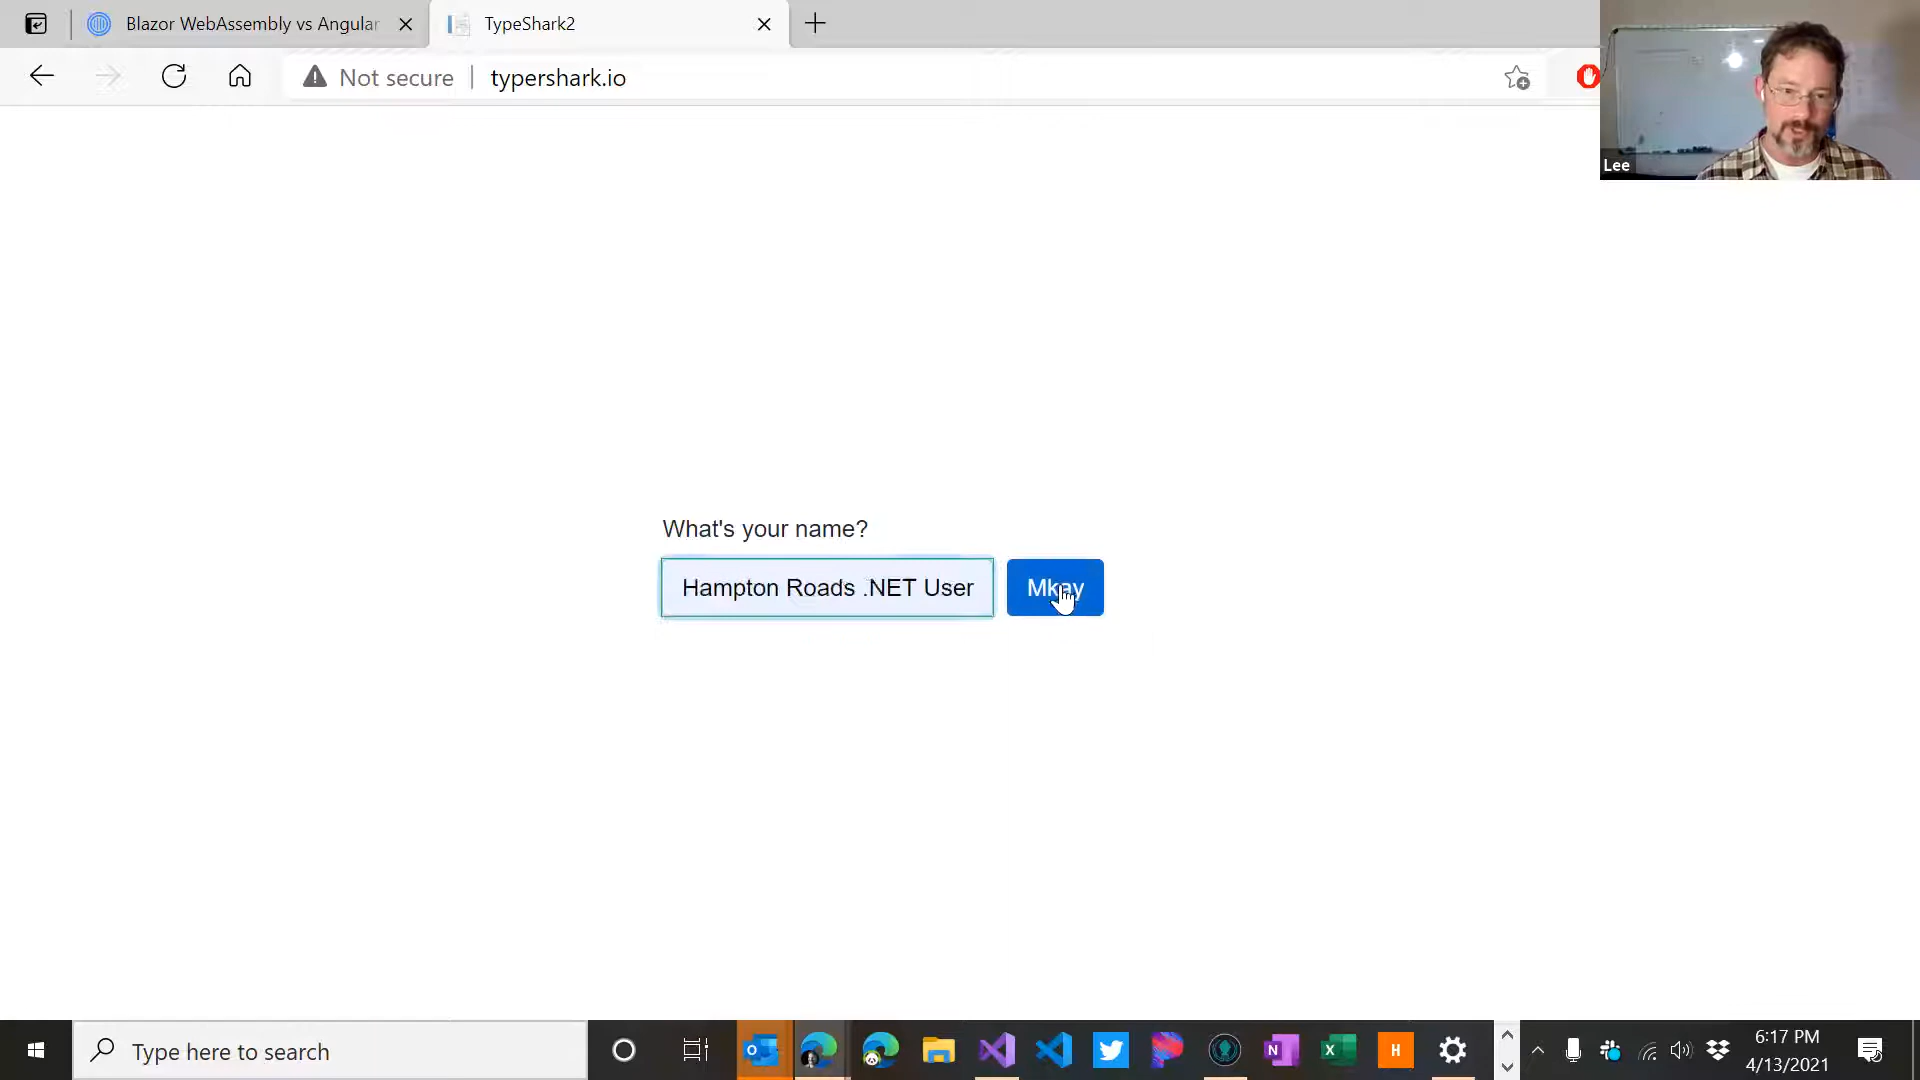 Blazor WebAssembly vs Angular
TypeShark2
Not secure
typershark.io
Lee
What's your name?
Hampton Roads .NET User
Mkay
Type here to search
6:17 PM
4/13/2021